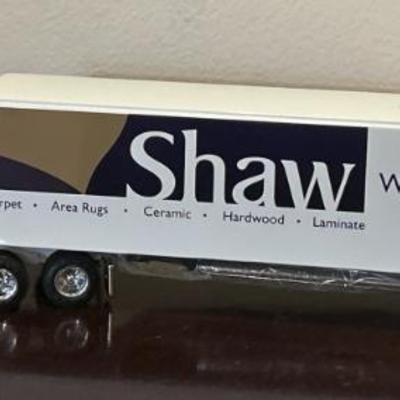 Shaw W
rpet • Area Rugs • Ceramic • Hardwood • Laminate